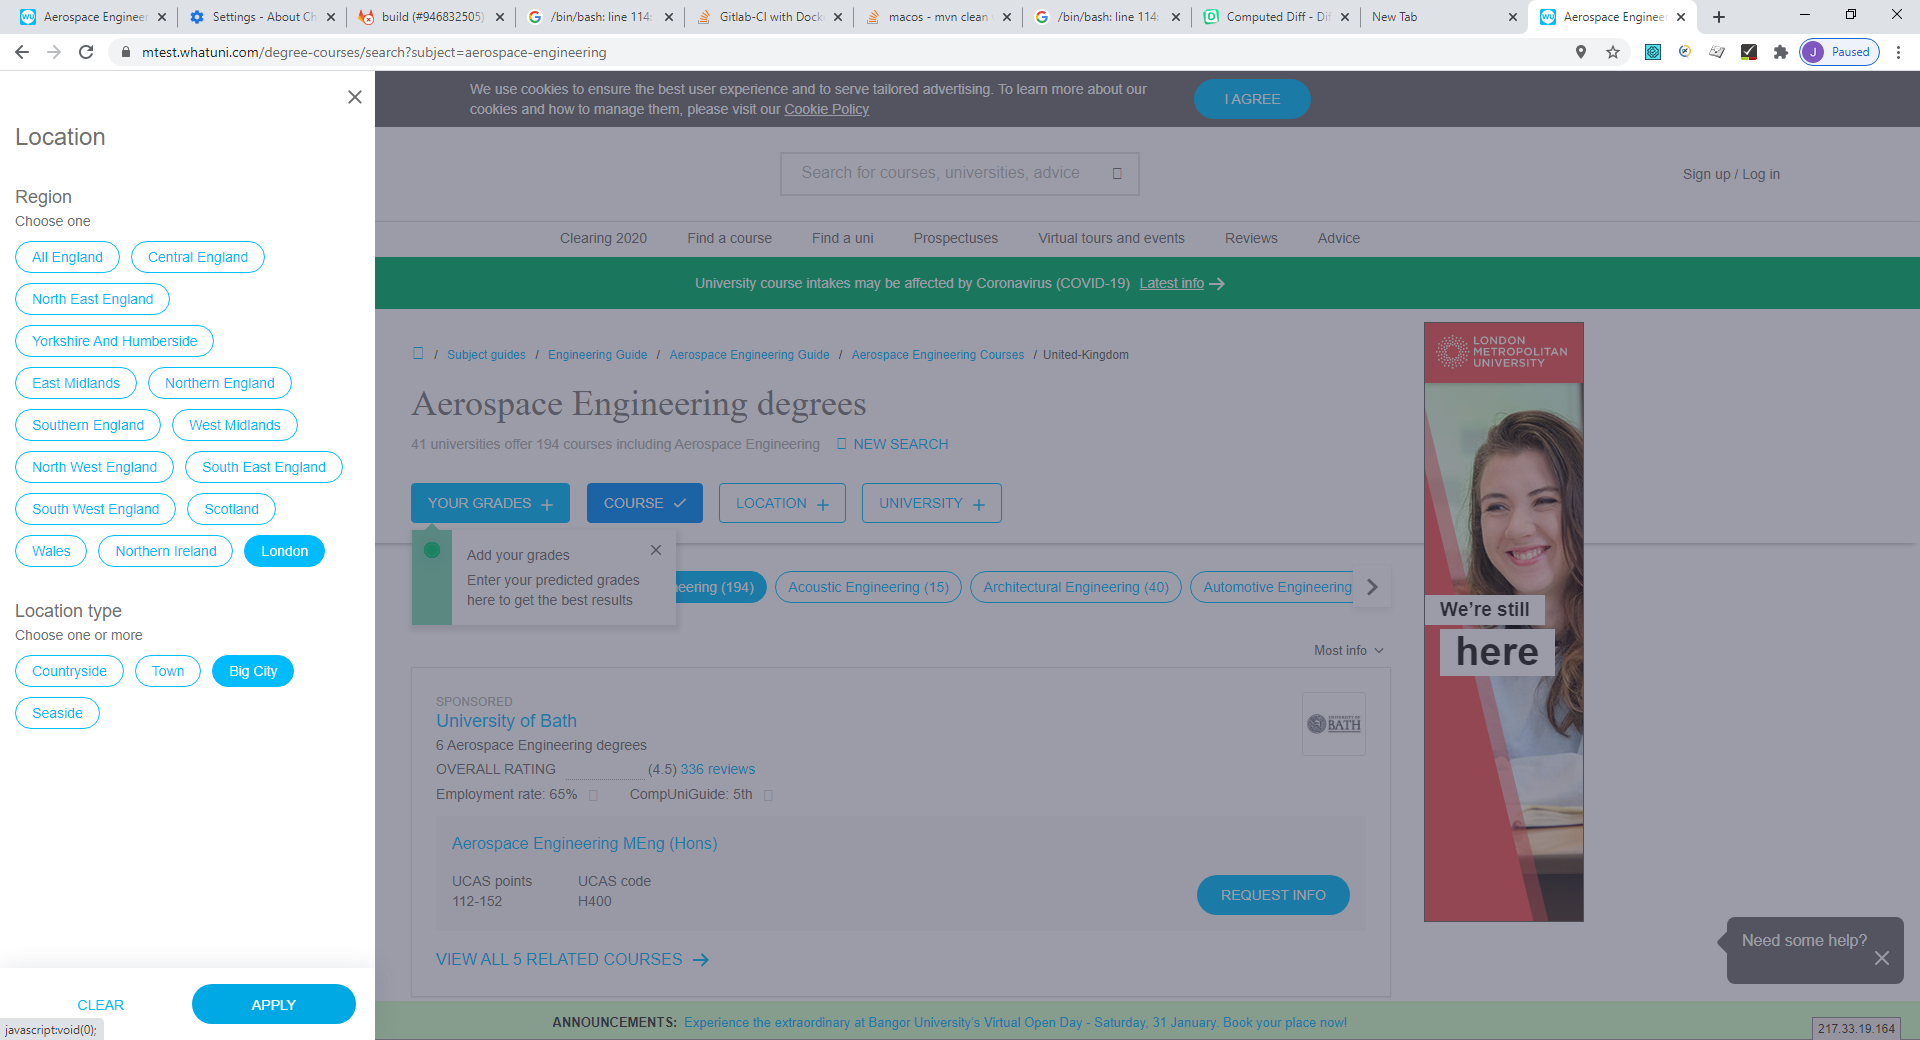 Aerospace Engineer
Settings - About Ch
build (#946832505)
/bin/bash: line 114:
Gitlab-CI with Dock
macos - mvn clean
/bin/bash: line 114:
Computed Diff - Dif
New Tab
Aerospace Engineer
mtest.whatuni.com/degree-courses/search?subject=aerospace-engineering
J Paused
Location
Region
Choose one
All England
Central England
North East England
Yorkshire And Humberside
East Midlands
Northern England
Southern England
West Midlands
North West England
South East England
South West England
Scotland
Wales
Northern Ireland
London
Location type
Choose one or more
Countryside
Town
Big City
Seaside
CLEAR
APPLY
javascript:void(0);
We use cookies to ensure the best user experience and to serve tailored advertising. To learn more about our
cookies and how to manage them, please visit our Cookie Policy
I AGREE
Search for courses, universities, advice
Sign up / Log in
Clearing 2020
Find a course
Find a uni
Prospectuses
Virtual tours and events
Reviews
Advice
University course intakes may be affected by Coronavirus (COVID-19) Latest info
/ Subject guides / Engineering Guide / Aerospace Engineering Guide / Aerospace Engineering Courses / United-Kingdom
Aerospace Engineering degrees
41 universities offer 194 courses including Aerospace Engineering
NEW SEARCH
YOUR GRADES
COURSE
LOCATION
UNIVERSITY
Add your grades
Enter your predicted grades
here to get the best results
eering (194)
Acoustic Engineering (15)
Architectural Engineering (40)
Automotive Engineering
Most info
SPONSORED
University of Bath
6 Aerospace Engineering degrees
OVERALL RATING (4.5) 336 reviews
Employment rate: 65%
CompUniGuide: 5th
UNIVERSITY OF
BATH
Aerospace Engineering MEng (Hons)
UCAS points
112-152
UCAS code
H400
REQUEST INFO
VIEW ALL 5 RELATED COURSES
LONDON
METROPOLITAN
UNIVERSITY
We're still
here
Need some help?
ANNOUNCEMENTS: Experience the extraordinary at Bangor University's Virtual Open Day - Saturday, 31 January. Book your place now!
217.33.19.164